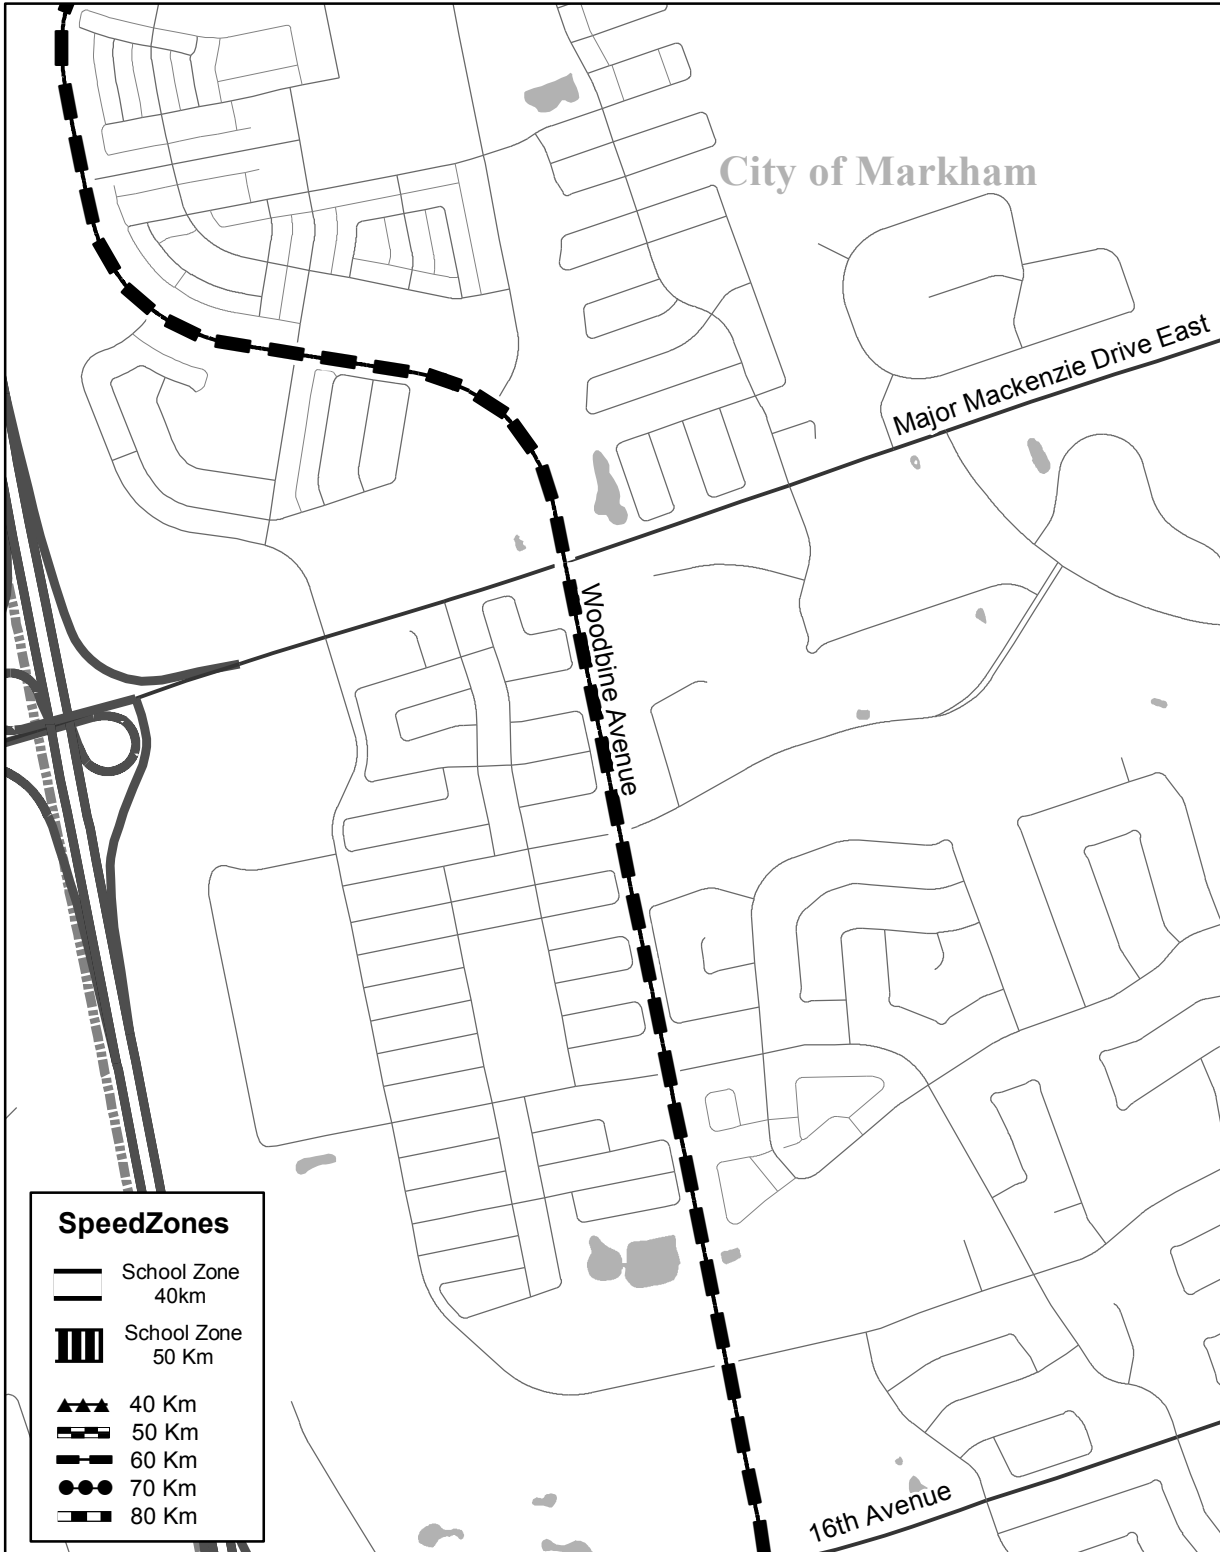 City of Markham
Major Mackenzie Drive East
Woodbine Avenue
16th Avenue
SpeedZones
School Zone
40km
School Zone
50 Km
40 Km
50 Km
60 Km
70 Km
80 Km